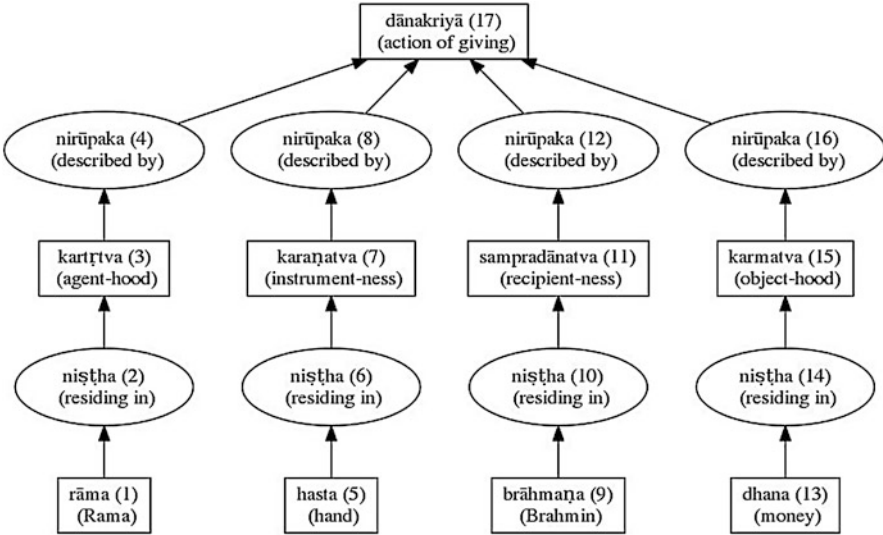 dānakriyā (17)
(action of giving)
nirūpaka (4)
(described by)
nirūpaka (8)
(described by)
nirūpaka (12)
(described by)
nirūpaka (16)
(described by)
kartṛtva (3)
(agent-hood)
karaṇatva (7)
(instrument-ness)
sampradānatva (11)
(recipient-ness)
karmatva (15)
(object-hood)
niṣṭha (2)
(residing in)
niṣṭha (6)
(residing in)
niṣṭha (10)
(residing in)
niṣṭha (14)
(residing in)
rāma (1)
(Rama)
hasta (5)
(hand)
brāhmaṇa (9)
(Brahmin)
dhana (13)
(money)